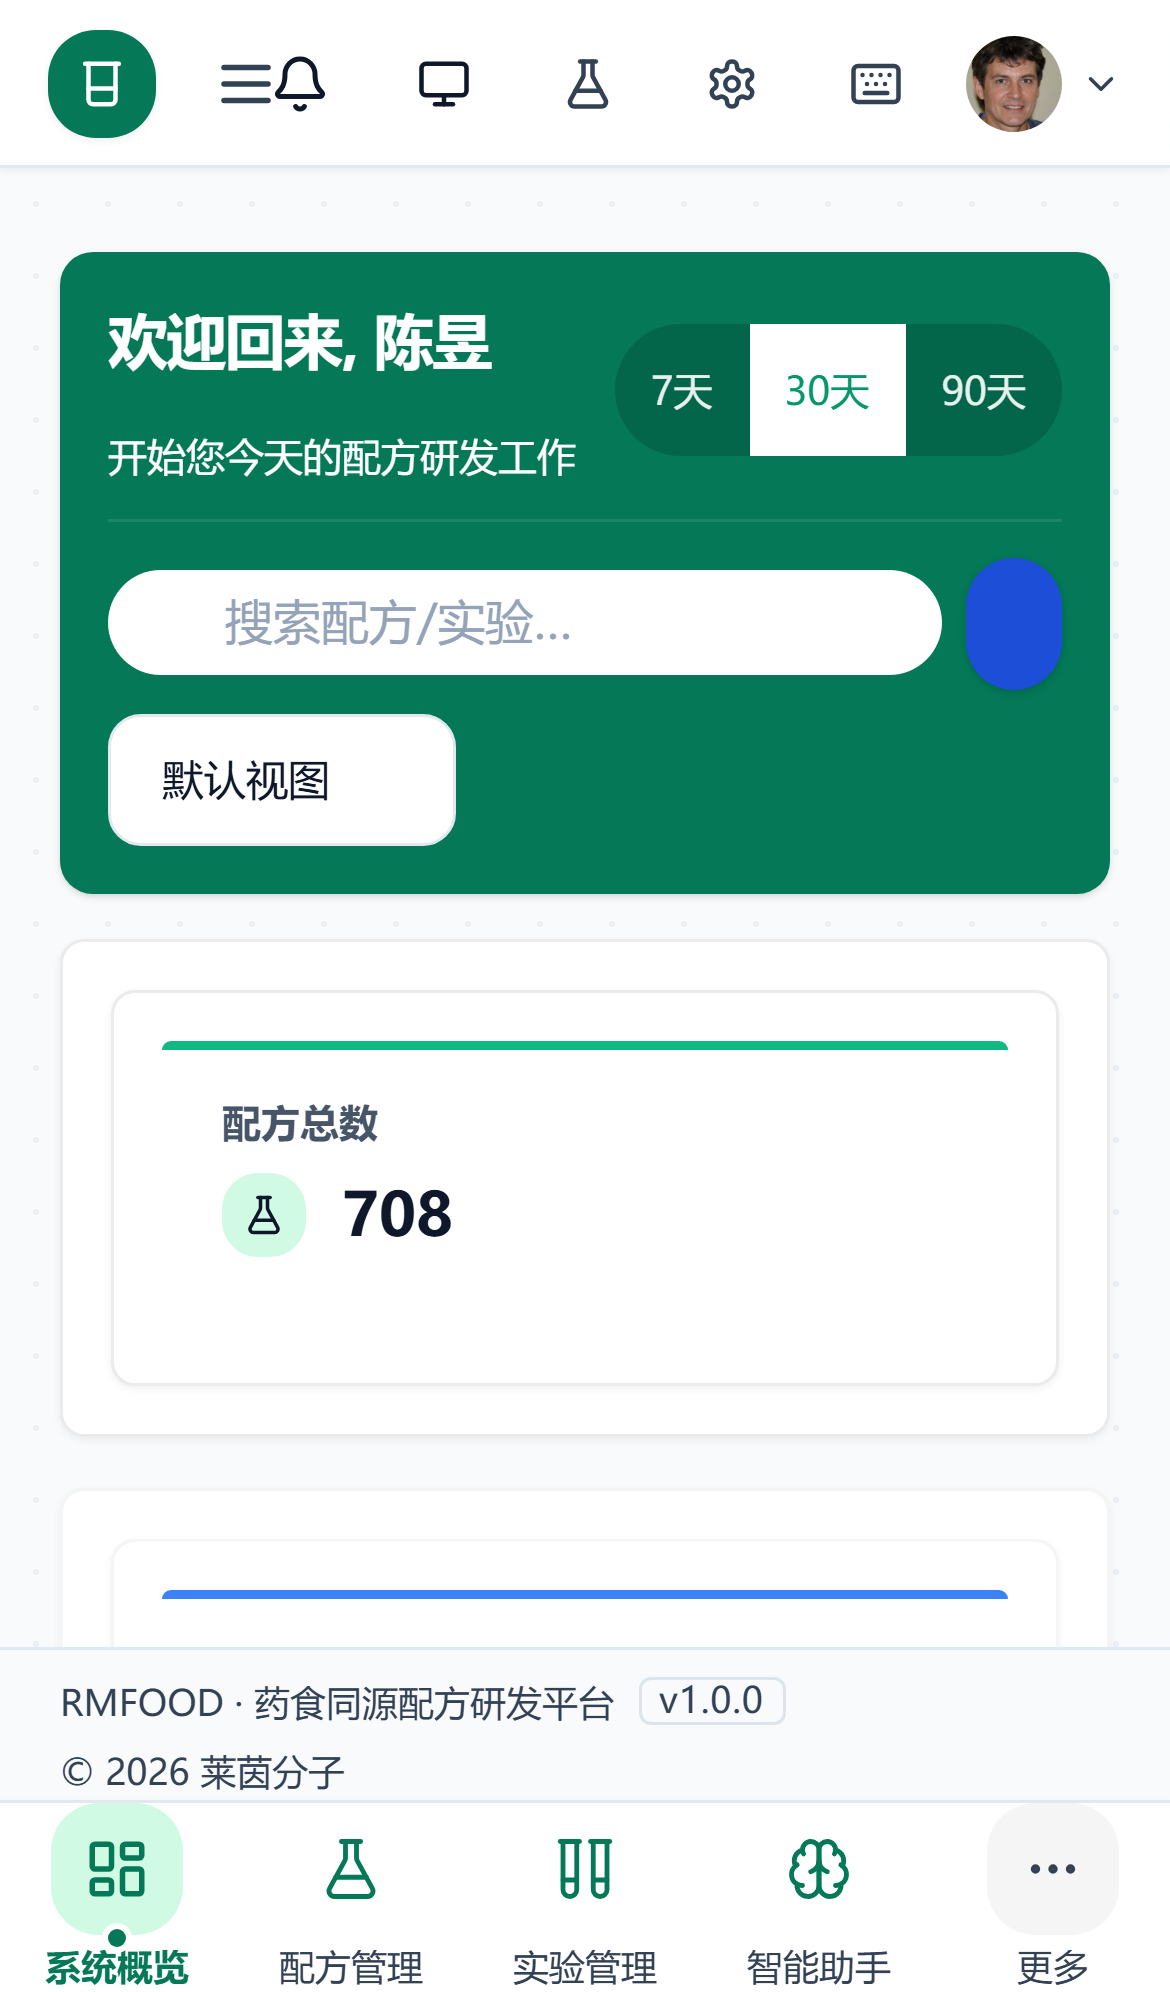 欢迎回来, 陈昱
7天
30天
90天
开始您今天的配方研发工作
搜索配方/实验...
默认视图
配方总数
708
RMFOOD · 药食同源配方研发平台
v1.0.0
© 2026 莱茵分子
系统概览
配方管理
实验管理
智能助手
更多